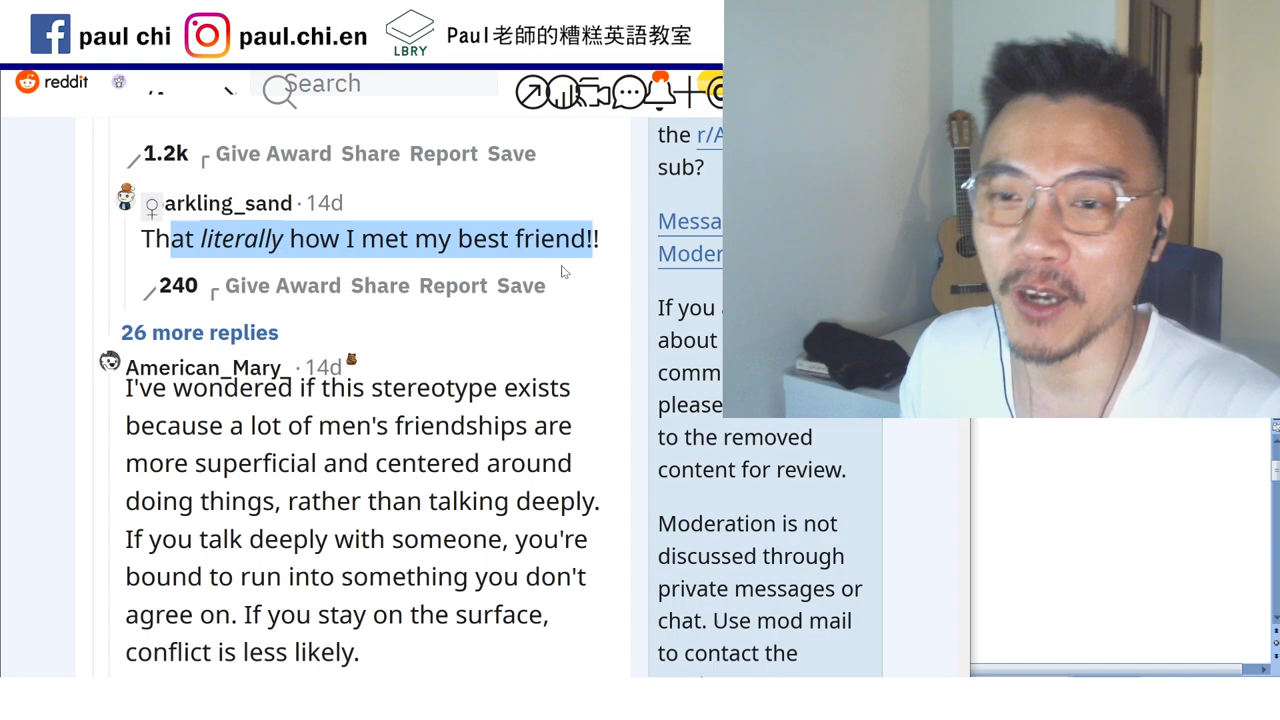 paul chi paul.chi.en LBRY Paul老師的糟糕英語教室
reddit Search
1.2k Give Award Share Report Save
arkling_sand · 14d
That literally how I met my best friend!!
240 Give Award Share Report Save
26 more replies
American_Mary_ · 14d
I've wondered if this stereotype exists
because a lot of men's friendships are
more superficial and centered around
doing things, rather than talking deeply.
If you talk deeply with someone, you're
bound to run into something you don't
agree on. If you stay on the surface,
conflict is less likely.
the r/A
sub?
Messa
Moder
If you
about
comm
please
to the removed
content for review.
Moderation is not
discussed through
private messages or
chat. Use mod mail
to contact the